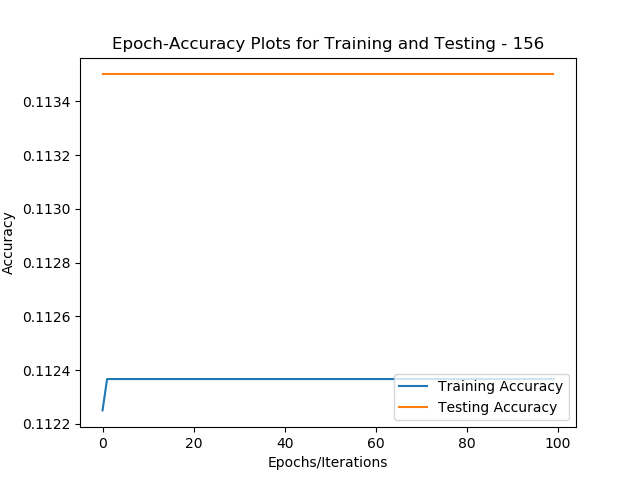 Epoch-Accuracy Plots for Training and Testing - 156
0.1134
0.1132
0.1130
0.1128
0.1126
0.1124
0.1122
Accuracy
0
20
40
60
80
100
Epochs/Iterations
Training Accuracy
Testing Accuracy